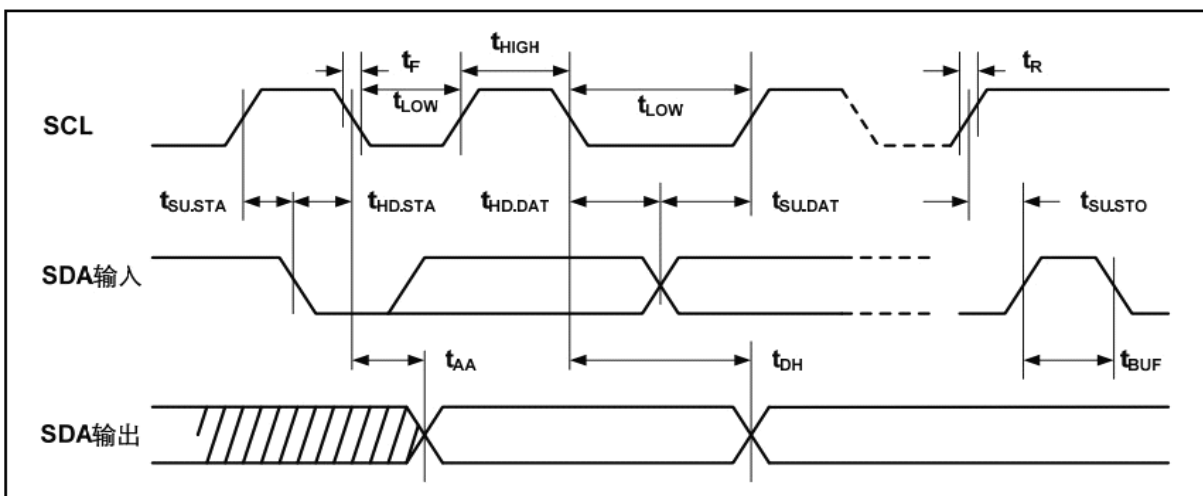 tHIGH
tF
tR
tLOW
tLOW
SCL
tSU.STA
tHD.STA
tHD.DAT
tSU.DAT
tSU.STO
SDA输入
tAA
tDH
tBUF
SDA输出